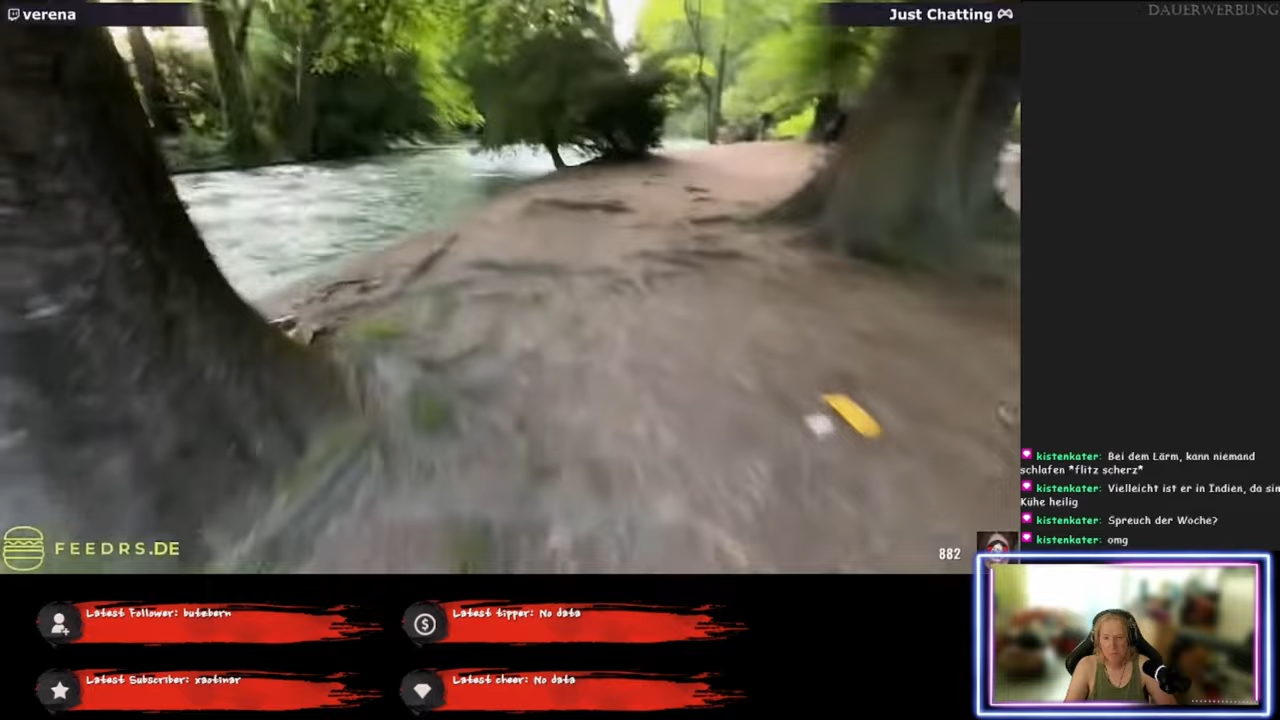 verena
Just Chatting
DAUERWERBUNG
kistenkater: Bei dem Lärm, kann niemand
schlafen *flitz scherz*
kistenkater: Vielleicht ist er in Indien, da sin
Kühe heilig
kistenkater: Spruch der Woche?
kistenkater: omg
FEEDRS.DE
882
Latest Follower: butebern
Latest tipper: No data
Latest Subscriber: xaotinar
Latest cheer: No data